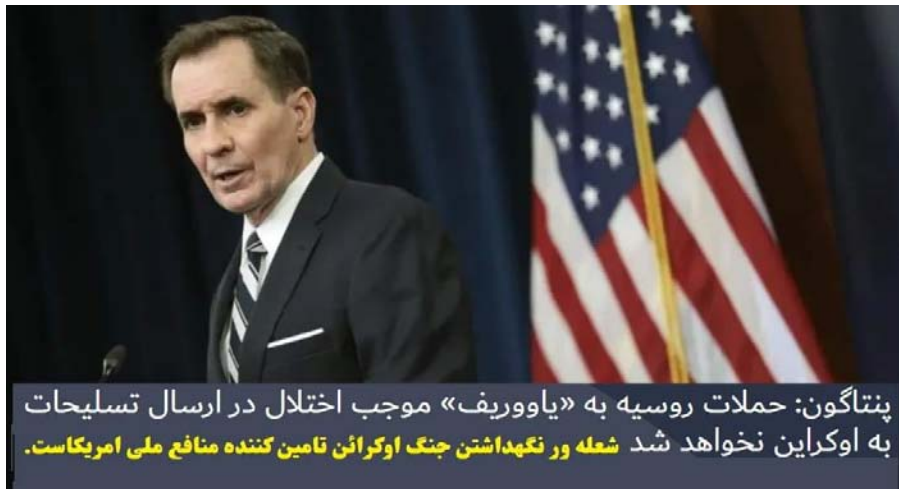 پنتاگون: حملات روسیه به «یاووریف» موجب اختلال در ارسال تسلیحات
به اوکراین نخواهد شد شعله ور نگهداشتن جنگ اوکرائن تامین کننده منافع ملی امریکاست.